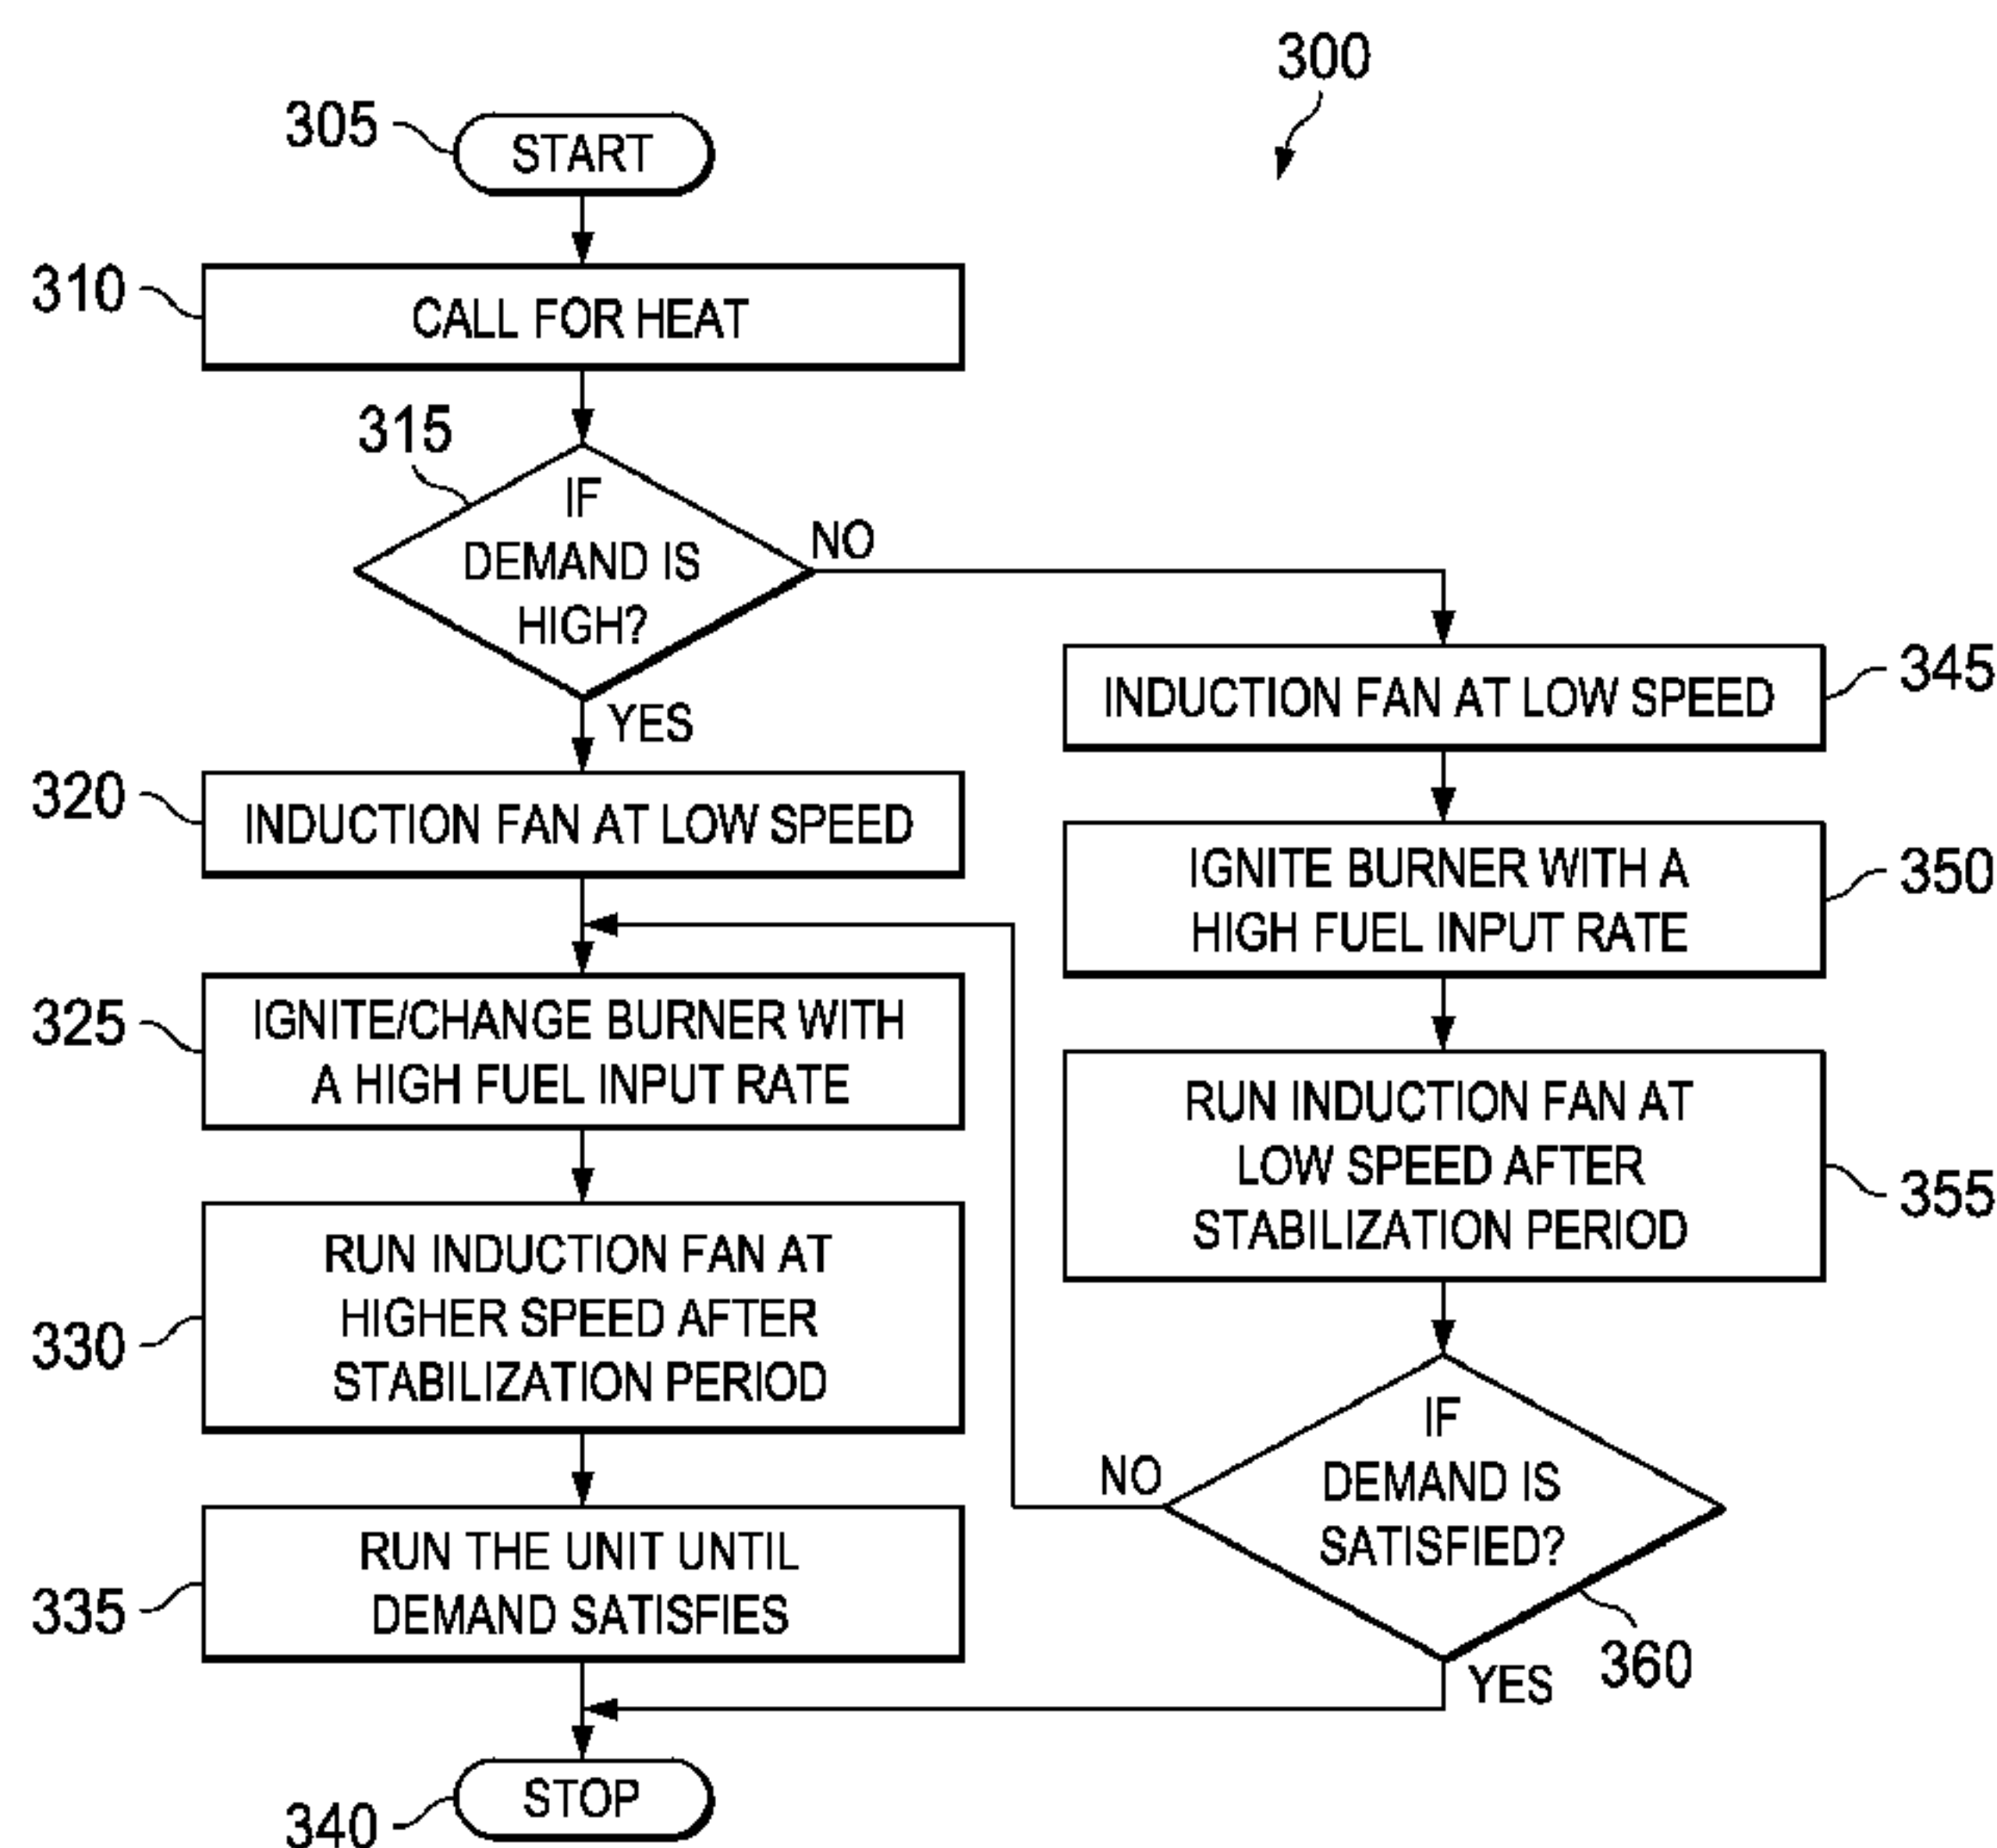 300
305
START
310
CALL FOR HEAT
315
IF
DEMAND IS
HIGH?
NO
YES
320
INDUCTION FAN AT LOW SPEED
325
IGNITE/CHANGE BURNER WITH
A HIGH FUEL INPUT RATE
330
RUN INDUCTION FAN AT
HIGHER SPEED AFTER
STABILIZATION PERIOD
335
RUN THE UNIT UNTIL
DEMAND SATISFIES
340
STOP
345
INDUCTION FAN AT LOW SPEED
350
IGNITE BURNER WITH A
HIGH FUEL INPUT RATE
355
RUN INDUCTION FAN AT
LOW SPEED AFTER
STABILIZATION PERIOD
IF
DEMAND IS
SATISFIED?
NO
YES
360